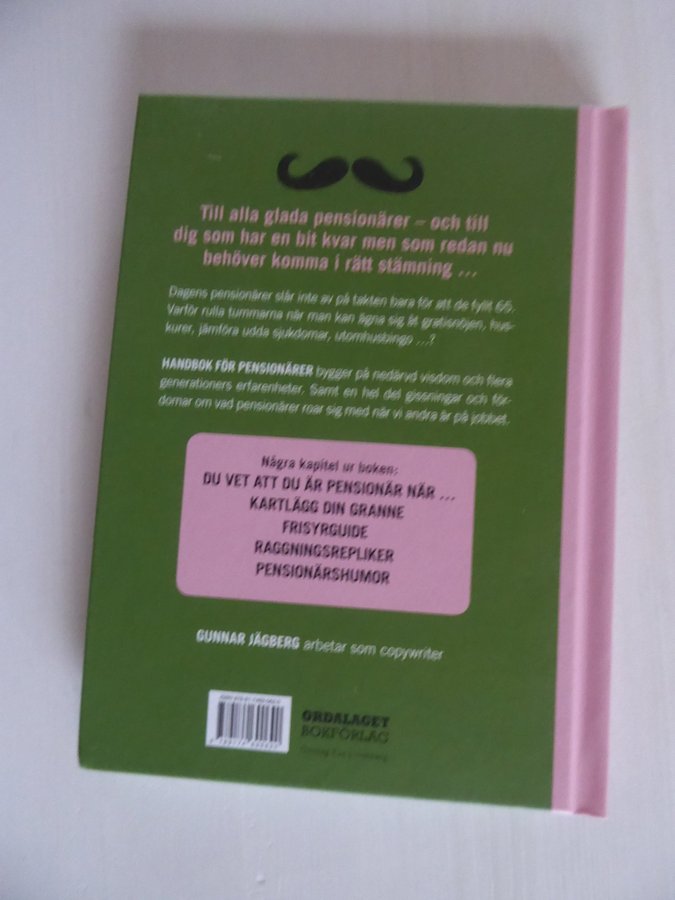 Till alla glada pensionärer – och till
dig som har en bit kvar men som redan nu
behöver komma i rätt stämning ...
Dagens pensionärer slår inte av på takten bara för att de fyllt 65.
Varför rulla tummarna när man kan ägna sig åt gratisnöjen, hus-
kurer, jämföra udda sjukdomar, utomhusbingo ...?
HANDBOK FÖR PENSIONÄRER bygger på nedärvd visdom och flera
generationers erfarenheter. Samt en hel del gissningar och för-
domar om vad pensionärer roar sig med när vi andra är på jobbet.
Några kapitel ur boken:
DU VET ATT DU ÄR PENSIONÄR NÄR ...
KARTLÄGG DIN GRANNE
FRISYRGUIDE
RAGGNINGSREPLIKER
PENSIONÄRSHUMOR
GUNNAR JÄGBERG arbetar som copywriter
ORDALAGET
BOKFÖRLAG